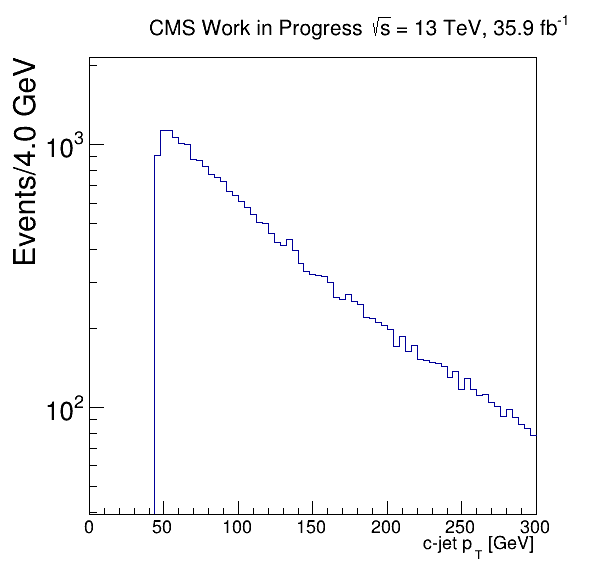 CMS Work in Progress √s = 13 TeV, 35.9 fb⁻¹
Events/4.0 GeV
10³
10²
0 50 100 150 200 250 300
c-jet p_T [GeV]